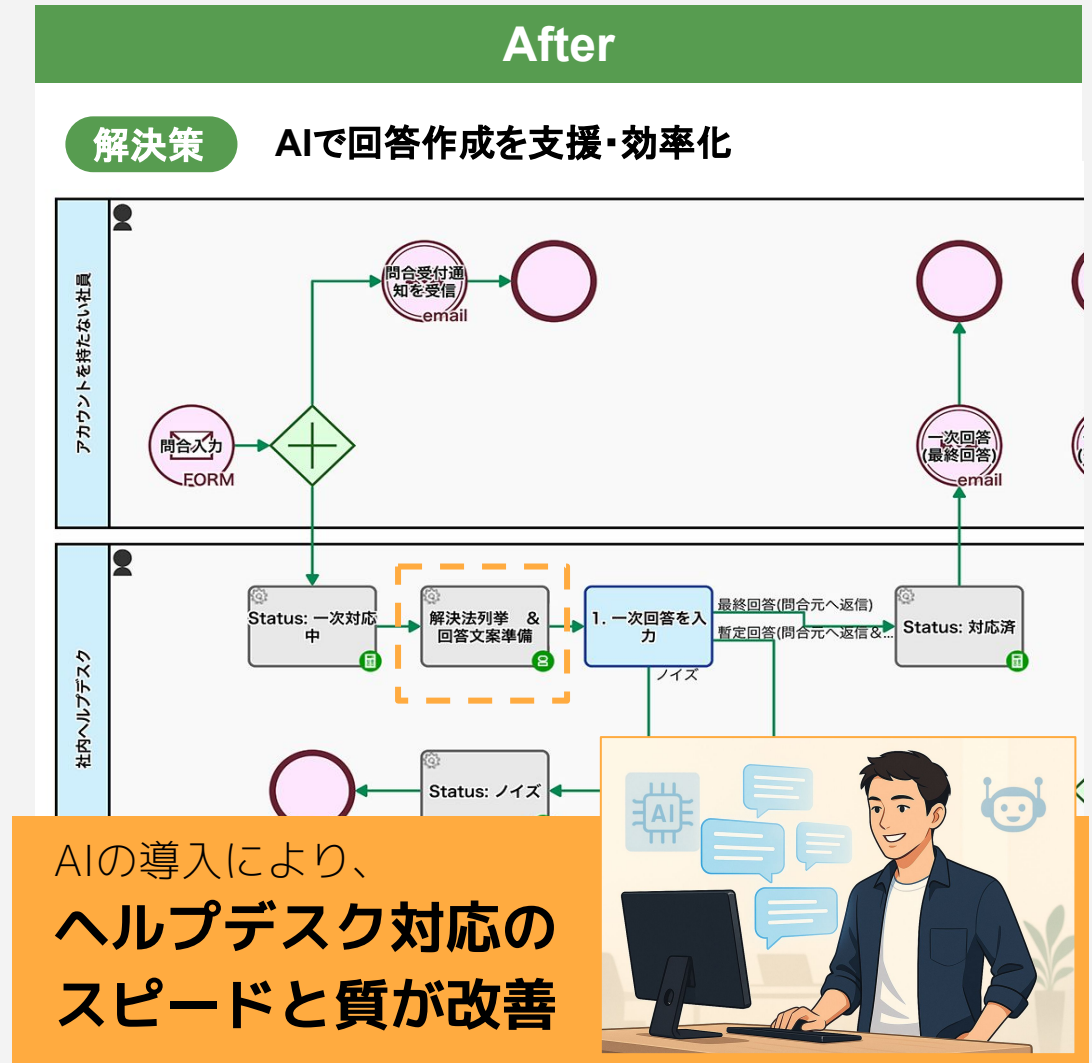 After
解決策
AIで回答作成を支援・効率化
アカウントを持たない社員
問合受付通
知を受信
email
問合入力
FORM
一次回答
(最終回答)
email
社内ヘルプデスク
Status: 一次対応
中
解決法列挙　&
回答文案準備
1. 一次回答を入
力
最終回答(問合元へ返信)
暫定回答(問合元へ返信&...
ノイズ
Status: 対応済
Status: ノイズ
AI
AIの導入により、
ヘルプデスク対応の
スピードと質が改善